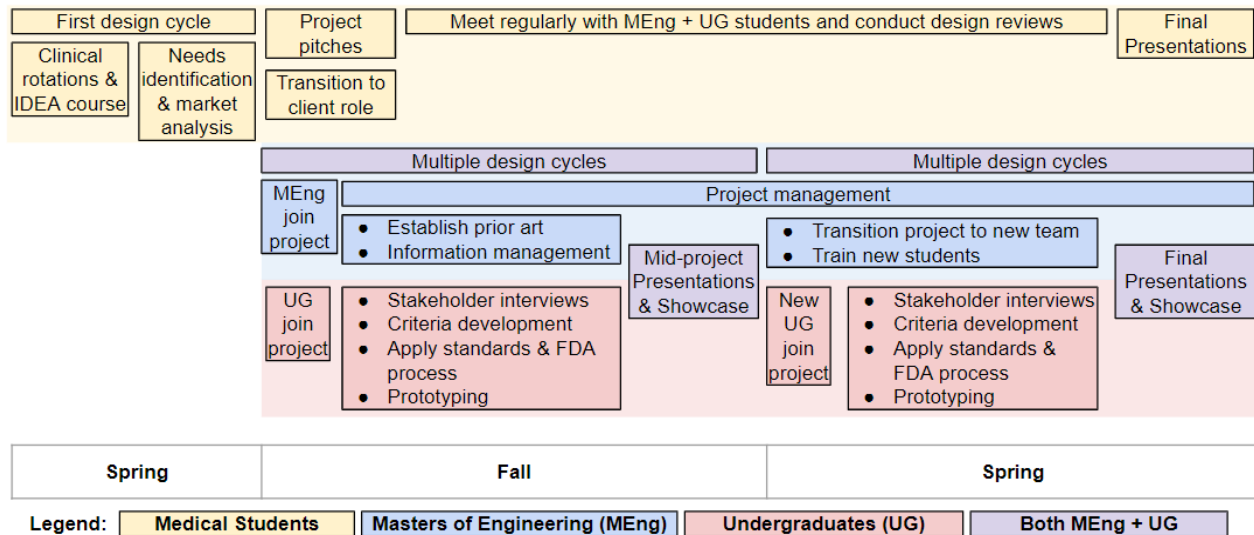 First design cycle
Project
pitches
Meet regularly with MEng + UG students and conduct design reviews
Final
Presentations
Clinical
rotations &
IDEA course
Needs
identification
& market
analysis
Transition to
client role
Multiple design cycles
Multiple design cycles
MEng
join
project
Project management
● Establish prior art
● Information management
Mid-project
Presentations
& Showcase
● Transition project to new team
● Train new students
Final
Presentations
& Showcase
UG
join
project
● Stakeholder interviews
● Criteria development
● Apply standards & FDA
process
● Prototyping
New
UG
join
project
● Stakeholder interviews
● Criteria development
● Apply standards &
FDA process
● Prototyping
Spring
Fall
Spring
Legend:
Medical Students
Masters of Engineering (MEng)
Undergraduates (UG)
Both MEng + UG